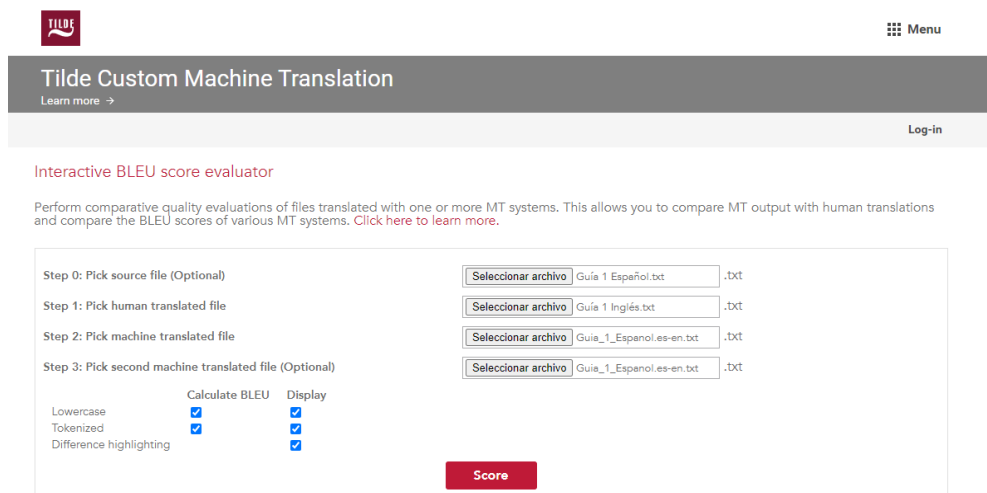 TILDE
Menu
Tilde Custom Machine Translation
Learn more →
Log-in
Interactive BLEU score evaluator
Perform comparative quality evaluations of files translated with one or more MT systems. This allows you to compare MT output with human translations
and compare the BLEU scores of various MT systems. Click here to learn more.
Step 0: Pick source file (Optional) Seleccionar archivo Guía 1 Español.txt .txt
Step 1: Pick human translated file Seleccionar archivo Guía 1 Inglés.txt .txt
Step 2: Pick machine translated file Seleccionar archivo Guia_1_Espanol.es-en.txt .txt
Step 3: Pick second machine translated file (Optional) Seleccionar archivo Guia_1_Espanol.es-en.txt .txt
Calculate BLEU Display
Lowercase
Tokenized
Difference highlighting
Score